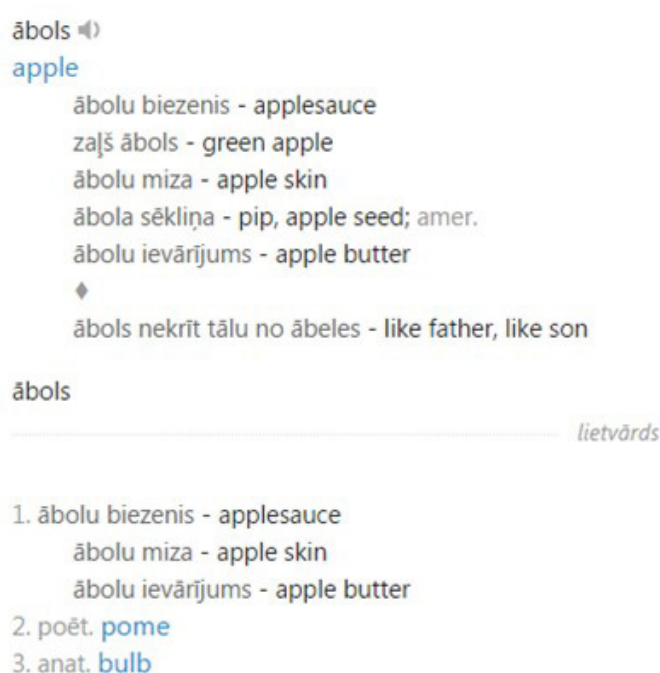 ābols
apple
ābolu biezenis - applesauce
zaļš ābols - green apple
ābolu miza - apple skin
ābola sēkliņa - pip, apple seed; amer.
ābolu ievārījums - apple butter
♦
ābols nekrīt tālu no ābeles - like father, like son
ābols
lietvārds
1. ābolu biezenis - applesauce
ābolu miza - apple skin
ābolu ievārījums - apple butter
2. poēt. pome
3. anat. bulb